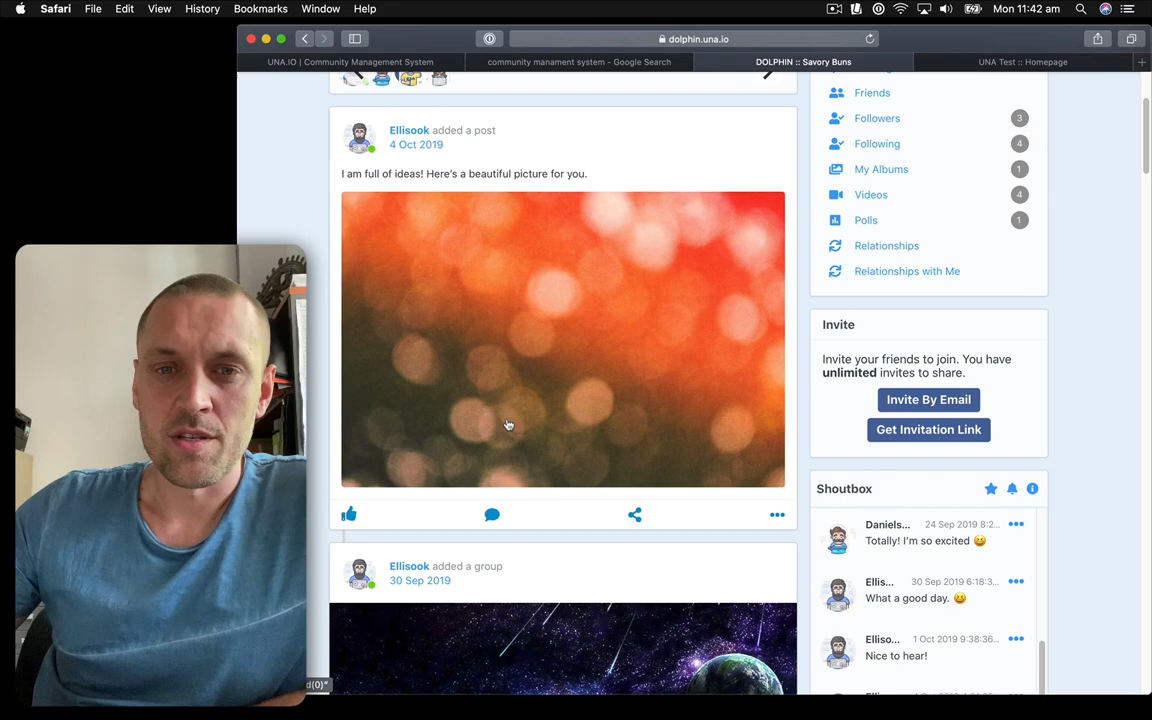 Safari File Edit View History Bookmarks Window Help
Mon 11:42 am
dolphin.una.io
UNA.IO | Community Management System
community manament system - Google Search
DOLPHIN :: Savory Buns
UNA Test :: Homepage
Ellisook added a post
4 Oct 2019
I am full of ideas! Here's a beautiful picture for you.
Ellisook added a group
30 Sep 2019
d(0)"
Friends
Followers 3
Following 4
My Albums 1
Videos 4
Polls 1
Relationships
Relationships with Me
Invite
Invite your friends to join. You have
unlimited invites to share.
Invite By Email
Get Invitation Link
Shoutbox
Daniels... 24 Sep 2019 8:2...
Totally! I'm so excited 😄
Ellis... 30 Sep 2019 6:18:3...
What a good day. 😄
Elliso... 1 Oct 2019 9:38:36...
Nice to hear!